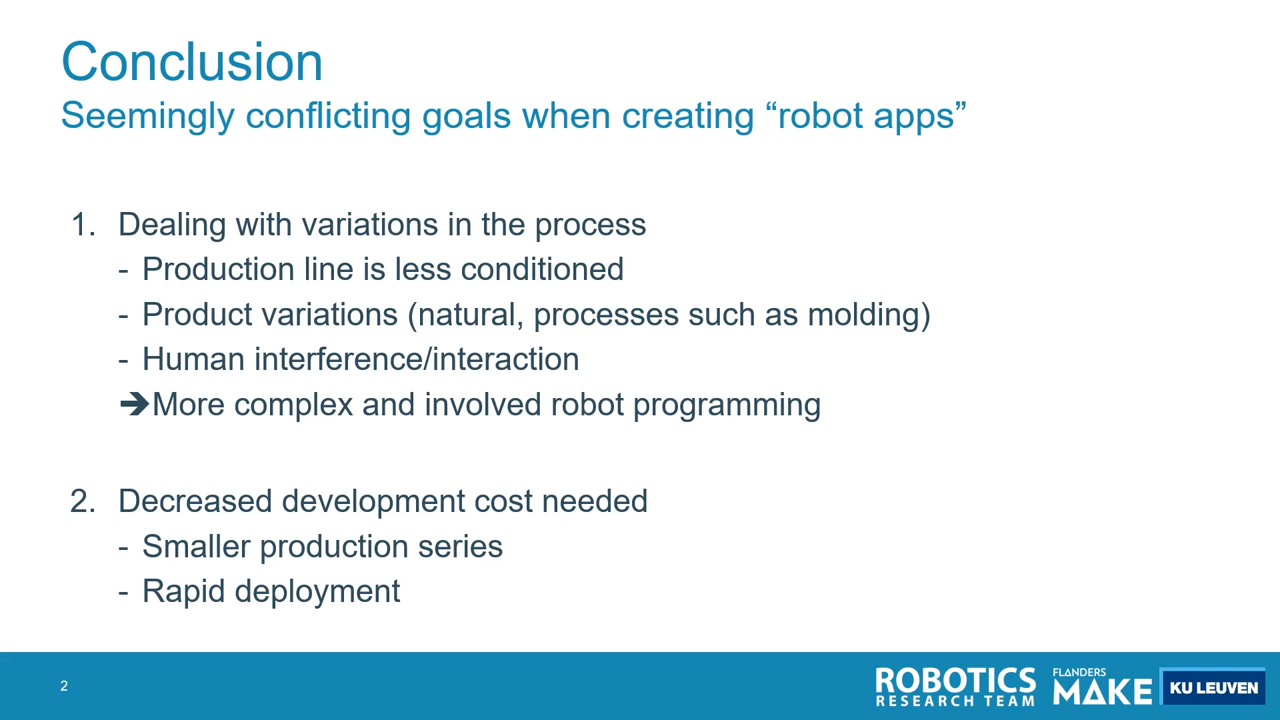 Conclusion
Seemingly conflicting goals when creating “robot apps”
1. Dealing with variations in the process
- Production line is less conditioned
- Product variations (natural, processes such as molding)
- Human interference/interaction
➔More complex and involved robot programming
2. Decreased development cost needed
- Smaller production series
- Rapid deployment
2
ROBOTICS
RESEARCH TEAM
FLANDERS
MAKE
KU LEUVEN